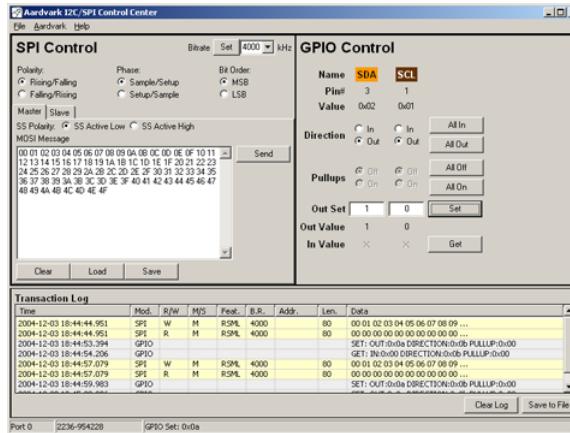 Aardvark I2C/SPI Control Center
File Aardvark Help
SPI Control
Bitrate Set 4000 kHz
Polarity: Phase: Bit Order:
Rising/Falling Sample/Setup MSB
Falling/Rising Setup/Sample LSB
Master Slave
SS Polarity: SS Active Low SS Active High
MOSI Message
00 01 02 03 04 05 06 07 08 09 0A 0B 0C 0D 0E 0F 10 11
12 13 14 15 16 17 18 19 1A 1B 1C 1D 1E 1F 20 21 22 23
24 25 26 27 28 29 2A 2B 2C 2D 2E 2F 30 31 32 33 34 35
36 37 38 39 3A 3B 3C 3D 3E 3F 40 41 42 43 44 45 46 47
48 49 4A 4B 4C 4D 4E 4F
Send
Clear Load Save
GPIO Control
Name SDA SCL
Pin# 3 1
Value 0x02 0x01
Direction In In All In
Out Out All Out
Pullups Off Off All Off
On On All On
Out Set 1 0 Set
Out Value 1 0
In Value × × Get
Transaction Log
Time Mod. R/W M/S Feat. B.R. Addr. Len. Data
2004-12-03 18:44:44.951 SPI W M RSML 4000 80 00 01 02 03 04 05 06 07 08 09 ...
2004-12-03 18:44:44.951 SPI R M RSML 4000 80 00 00 00 00 00 00 00 00 00 00 ...
2004-12-03 18:44:53.394 GPIO SET: OUT:0x0a DIRECTION:0x0b PULLUP:0x00
2004-12-03 18:44:54.206 GPIO GET: IN:0x00 DIRECTION:0x0b PULLUP:0x00
2004-12-03 18:44:57.079 SPI W M RSML 4000 80 00 01 02 03 04 05 06 07 08 09 ...
2004-12-03 18:44:57.079 SPI R M RSML 4000 80 00 00 00 00 00 00 00 00 00 00 ...
2004-12-03 18:44:59.983 GPIO SET: OUT:0x0a DIRECTION:0x0b PULLUP:0x00
Clear Log Save to File
Port 0 2236-954228 GPIO Set: 0x0a